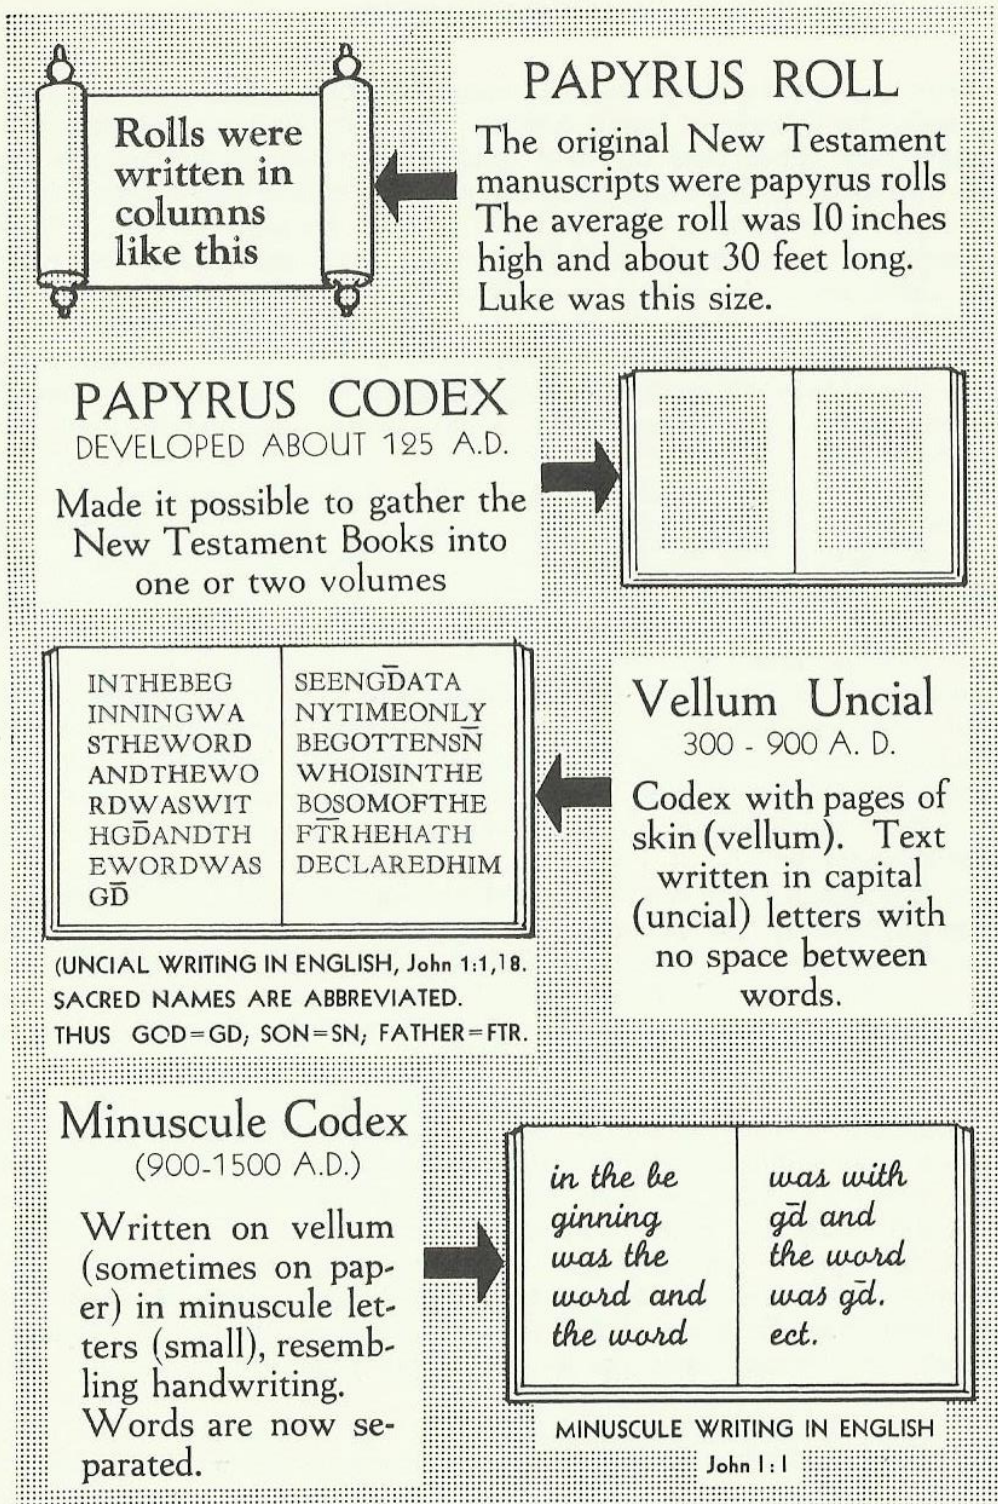 Rolls were
written in
columns
like this
PAPYRUS ROLL
The original New Testament
manuscripts were papyrus rolls
The average roll was 10 inches
high and about 30 feet long.
Luke was this size.
PAPYRUS CODEX
DEVELOPED ABOUT 125 A.D.
Made it possible to gather the
New Testament Books into
one or two volumes
INTHEBEG
INNINGWA
STHEWORD
ANDTHEWO
RDWASWIT
HGD̅ANDTH
EWORDWAS
GD̅
SEENGD̅ATA
NYTIMEONLY
BEGOTTENSN̅
WHOISINTHE
BOSOMOFTHE
FT̅RHEHATH
DECLAREDHIM
(UNCIAL WRITING IN ENGLISH, John 1:1,18.
SACRED NAMES ARE ABBREVIATED.
THUS GOD=GD; SON=SN; FATHER=FTR.
Vellum Uncial
300 - 900 A. D.
Codex with pages of
skin (vellum). Text
written in capital
(uncial) letters with
no space between
words.
Minuscule Codex
(900-1500 A.D.)
Written on vellum
(sometimes on pap-
er) in minuscule let-
ters (small), resemb-
ling handwriting.
Words are now se-
parated.
in the be
ginning
was the
word and
the word
was with
gd̅ and
the word
was gd̅.
ect.
MINUSCULE WRITING IN ENGLISH
John 1:1